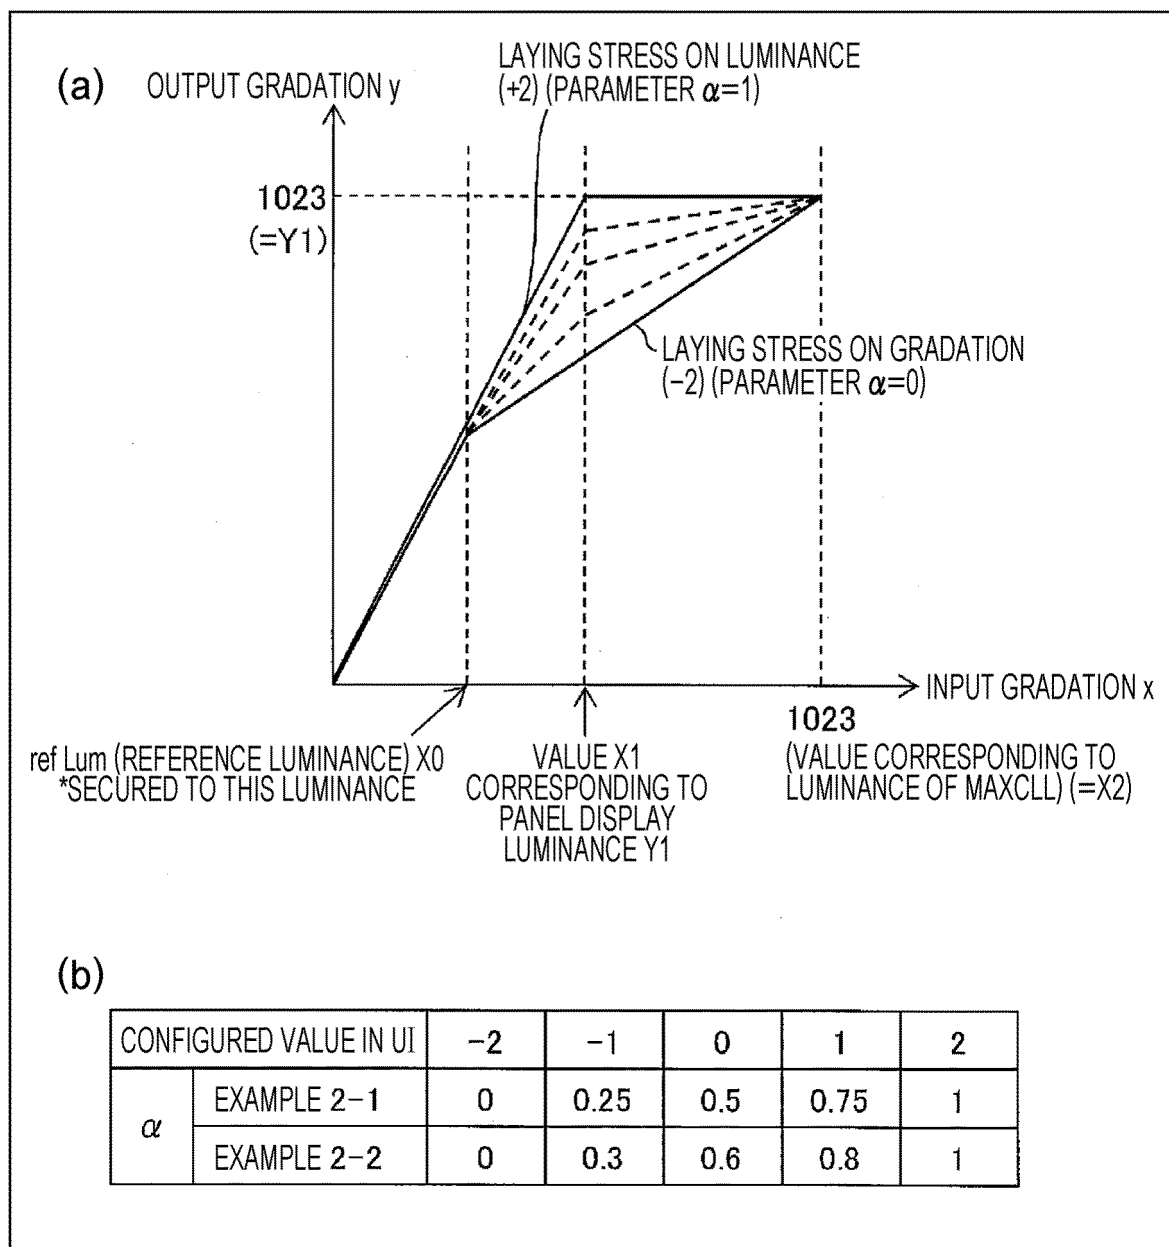 (a)
OUTPUT GRADATION y
LAYING STRESS ON LUMINANCE
(+2) (PARAMETER α=1)
1023
(=Y1)
LAYING STRESS ON GRADATION
(−2) (PARAMETER α=0)
INPUT GRADATION x
1023
(VALUE CORRESPONDING TO
LUMINANCE OF MAXCLL) (=X2)
ref Lum (REFERENCE LUMINANCE) X0
*SECURED TO THIS LUMINANCE
VALUE X1
CORRESPONDING TO
PANEL DISPLAY
LUMINANCE Y1
(b)
CONFIGURED VALUE IN UI −2 −1 0 1 2
α
EXAMPLE 2-1 0 0.25 0.5 0.75 1
EXAMPLE 2-2 0 0.3 0.6 0.8 1